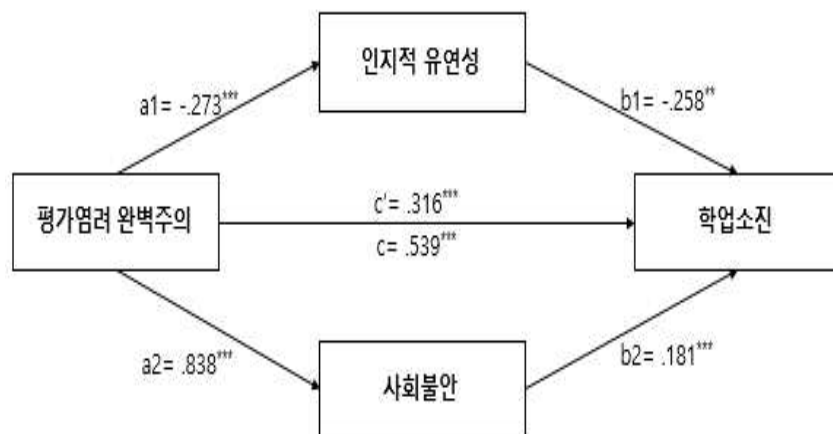 인지적 유연성
a1= -.273***
b1= -.258**
평가염려 완벽주의
c'= .316***
c= .539***
학업소진
a2= .838***
b2= .181***
사회불안